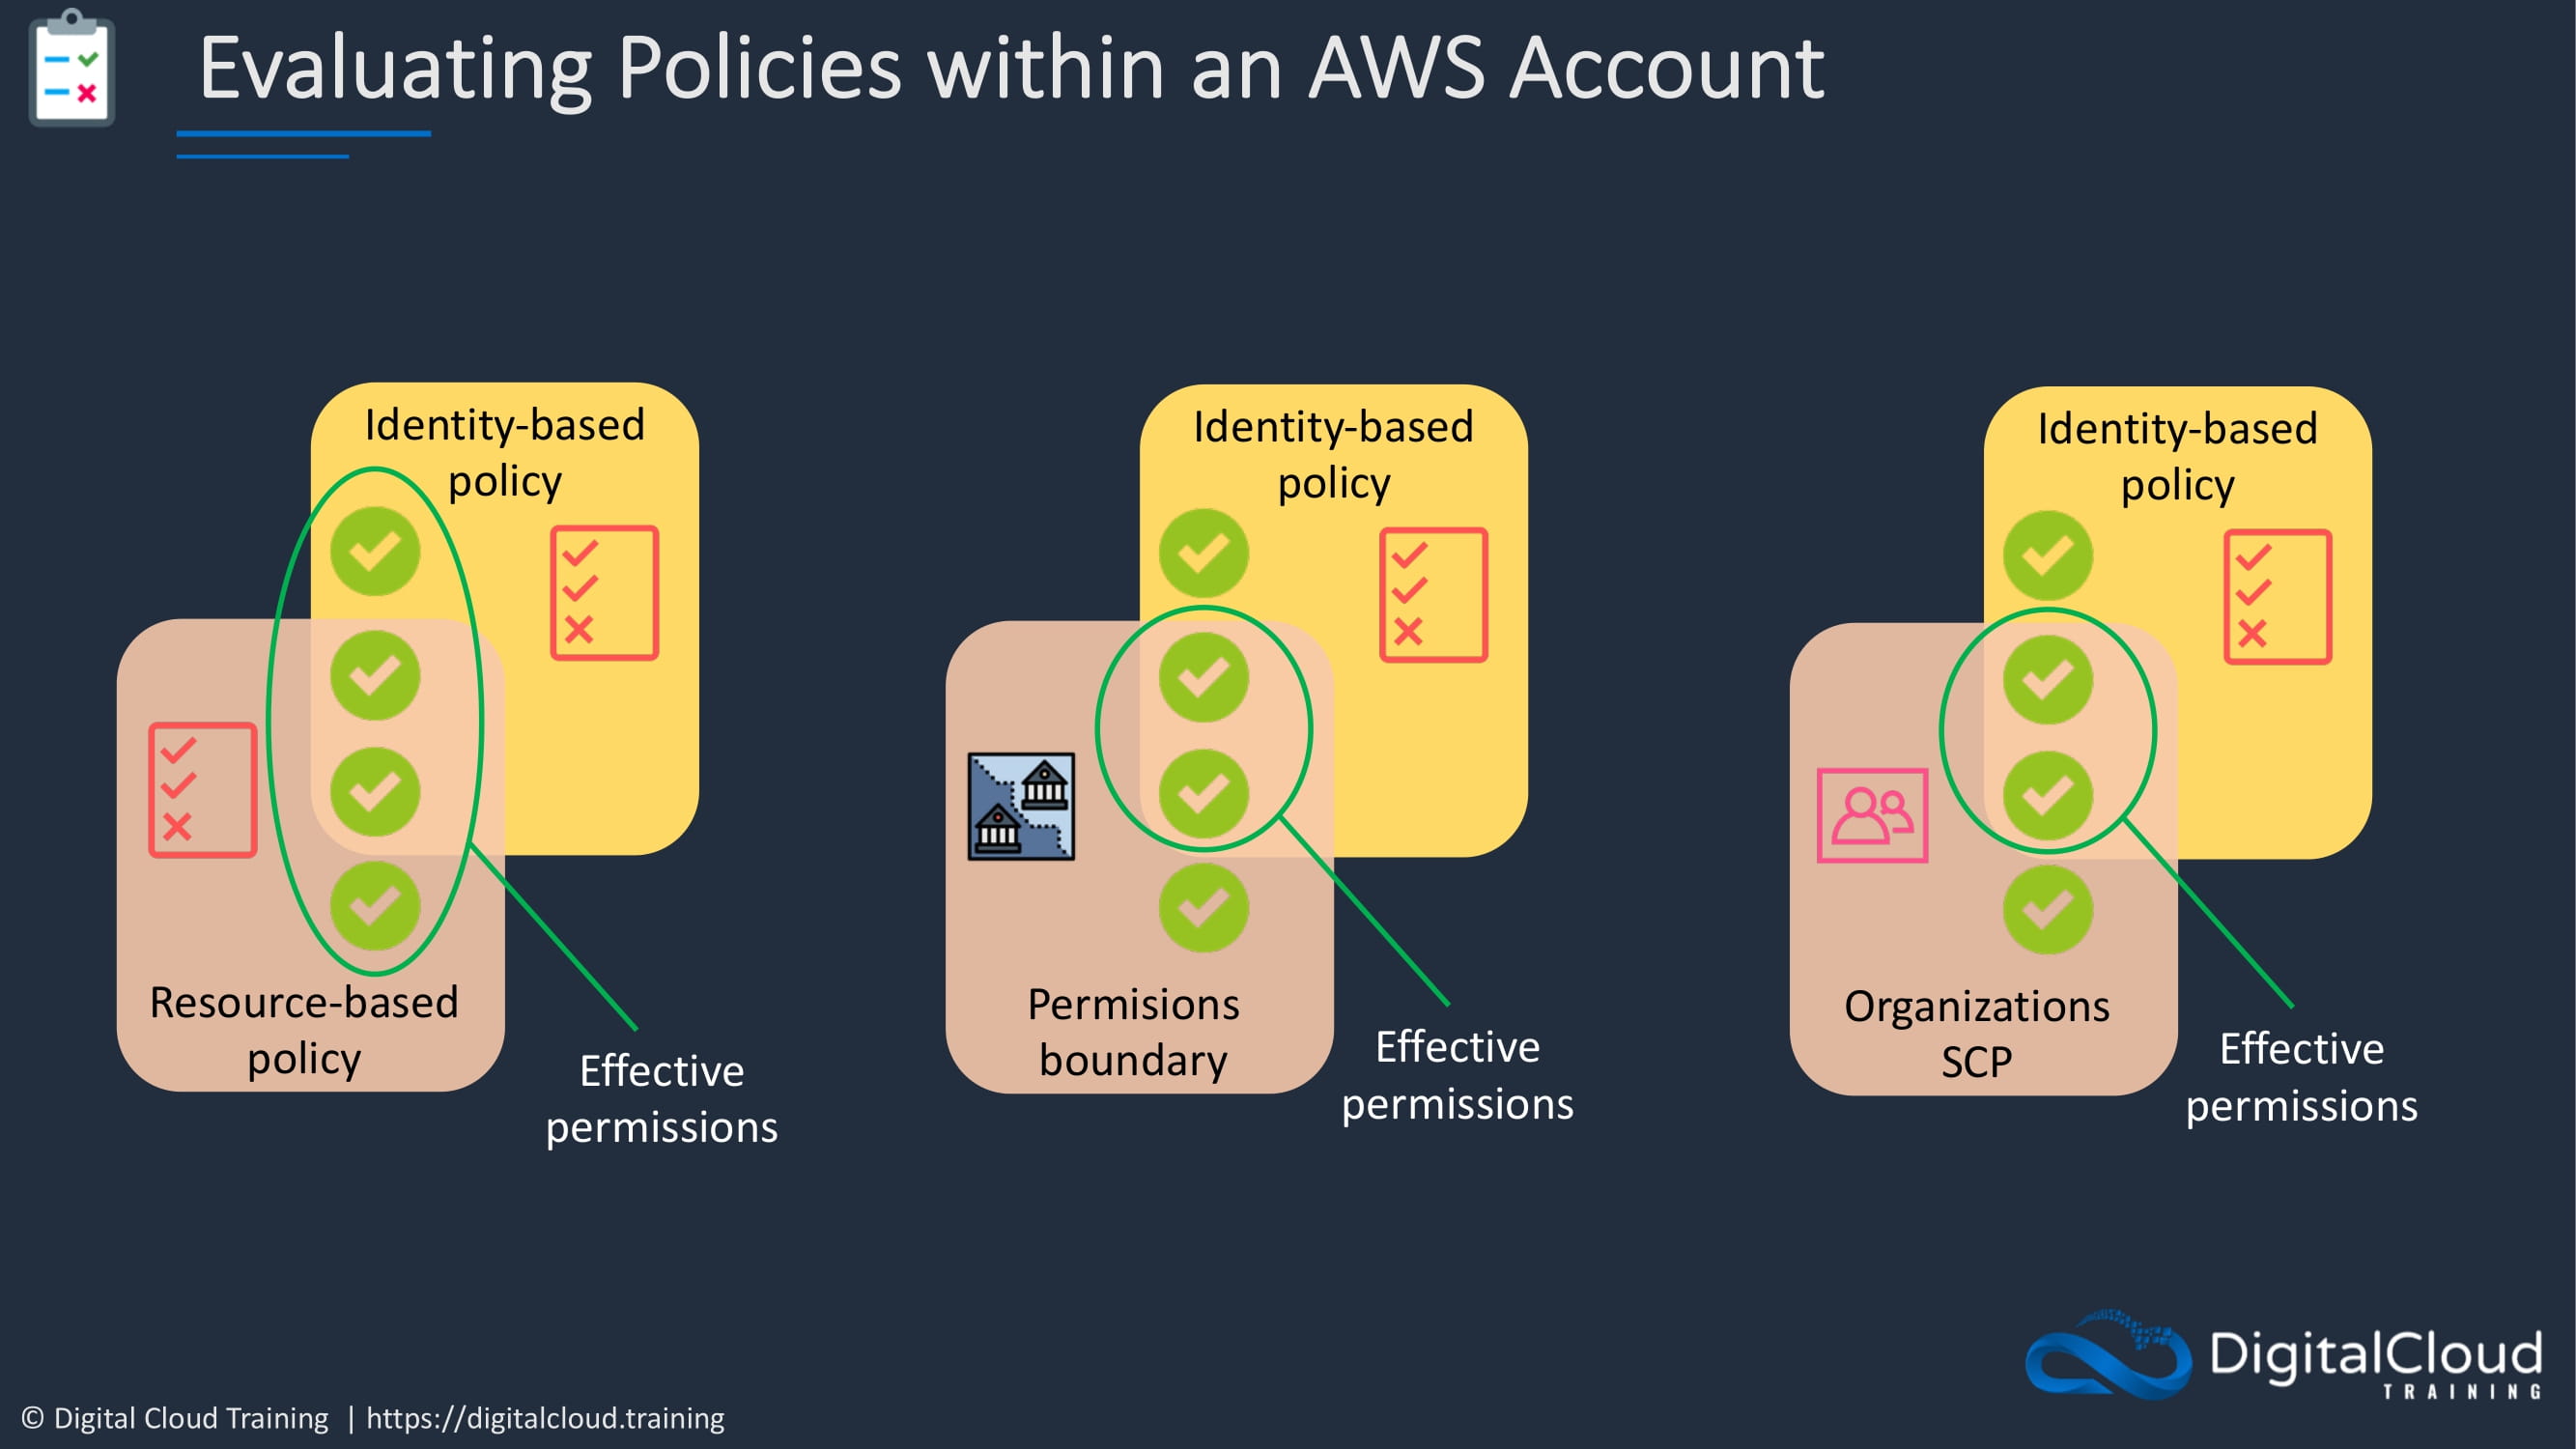 Evaluating Policies within an AWS Account
Identity-based
policy
Resource-based
policy
Effective
permissions
Identity-based
policy
Permisions
boundary
Effective
permissions
Identity-based
policy
Organizations
SCP
Effective
permissions
DigitalCloud
TRAINING
© Digital Cloud Training | https://digitalcloud.training